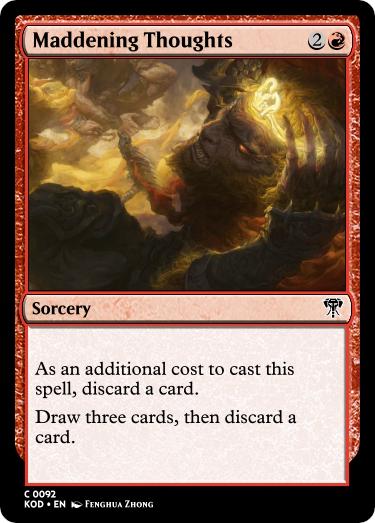 Maddening Thoughts 2
Sorcery
As an additional cost to cast this
spell, discard a card.
Draw three cards, then discard a
card.
C 0092
KOD • EN Fenghua Zhong